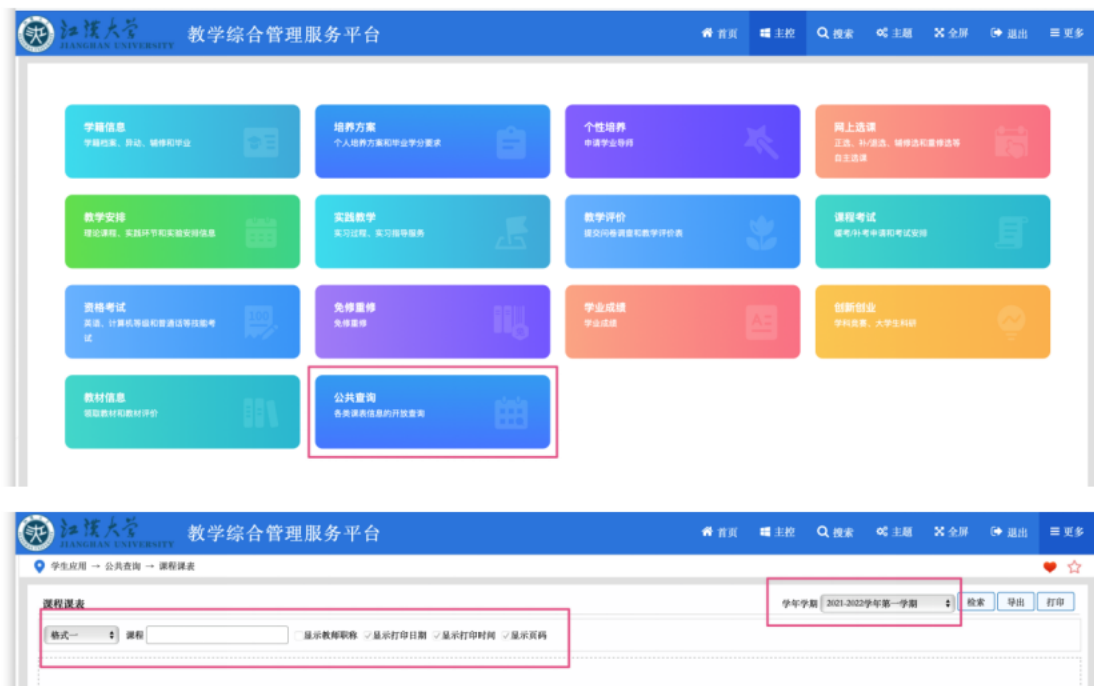 江汉大学 教学综合管理服务平台 首页 主控 搜索 主题 全屏 退出 更多
JIANGHAN UNIVERSITY
学籍信息 培养方案 个性培养 网上选课
学籍档案、异动、辅修和毕业 个人培养方案和毕业学分要求 申请学业导师 正选、补/退选、辅修选和重修选等
自主选课
教学安排 实践教学 教学评价 课程考试
理论课程、实践环节和实验安排信息 实习过程、实习指导服务 提交问卷调查和教学评价表 缓考/补考申请和考试安排
资格考试 免修重修 学业成绩 创新创业
英语、计算机等级和普通话等技能考 免修重修 学业成绩 学科竞赛、大学生科研
试
教材信息 公共查询
领取教材和教材评价 各类课表信息的开放查询
江汉大学 教学综合管理服务平台 首页 主控 搜索 主题 全屏 退出 更多
JIANGHAN UNIVERSITY
学生应用 → 公共查询 → 课程课表
课程课表 学年学期 2021-2022学年第一学期 检索 导出 打印
格式一 课程 显示教师职称 显示打印日期 显示打印时间 显示页码